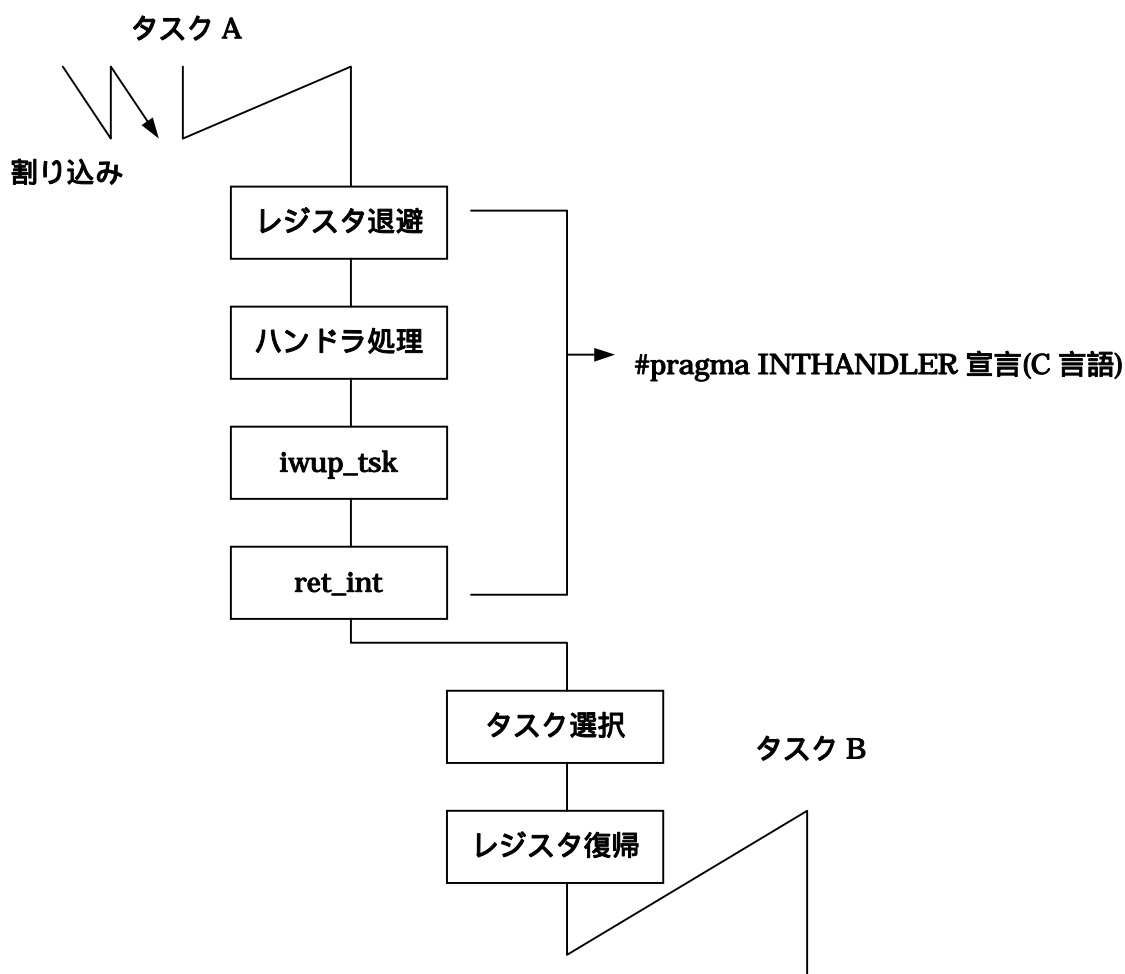 タスク A
割り込み
レジスタ退避
ハンドラ処理
#pragma INTHANDLER 宣言(C 言語)
iwup_tsk
ret_int
タスク選択
タスク B
レジスタ復帰